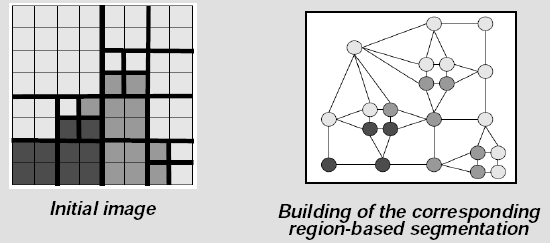 Initial image
Building of the corresponding
region-based segmentation